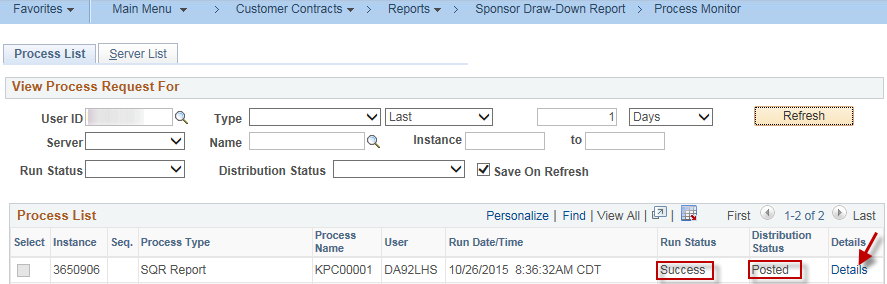 Favorites Main Menu > Customer Contracts > Reports > Sponsor Draw-Down Report > Process Monitor
Process List Server List
View Process Request For
User ID Type Last 1 Days Refresh
Server Name Instance to
Run Status Distribution Status Save On Refresh
Process List Personalize | Find | View All | First 1-2 of 2 Last
Select Instance Seq. Process Type Process Name User Run Date/Time Run Status Distribution Status Details
3650906 SQR Report KPC00001 DA92LHS 10/26/2015 8:36:32AM CDT Success Posted Details